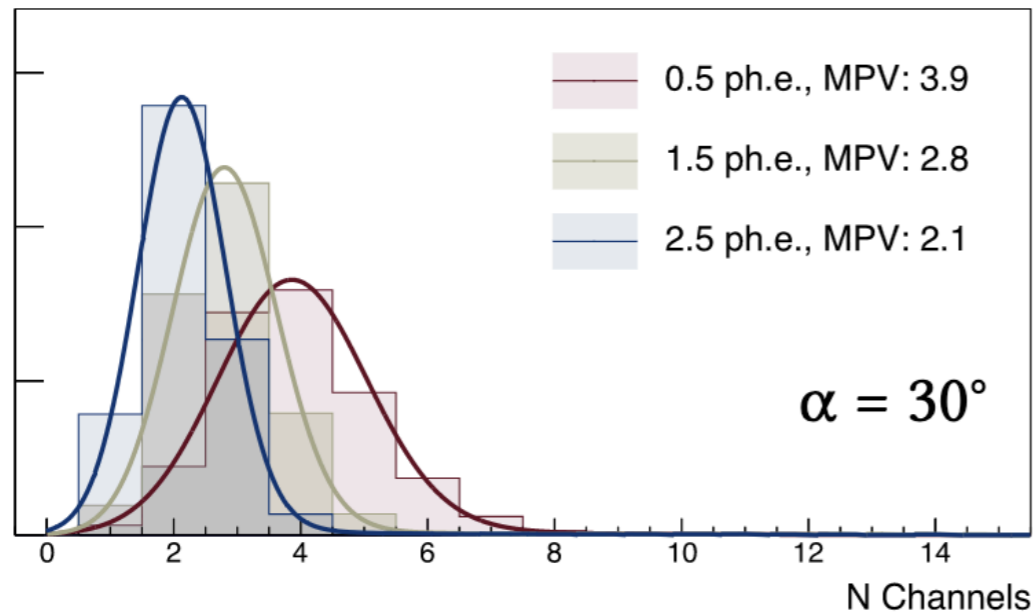 0.5 ph.e., MPV: 3.9
1.5 ph.e., MPV: 2.8
2.5 ph.e., MPV: 2.1
α = 30°
0 2 4 6 8 10 12 14
N Channels